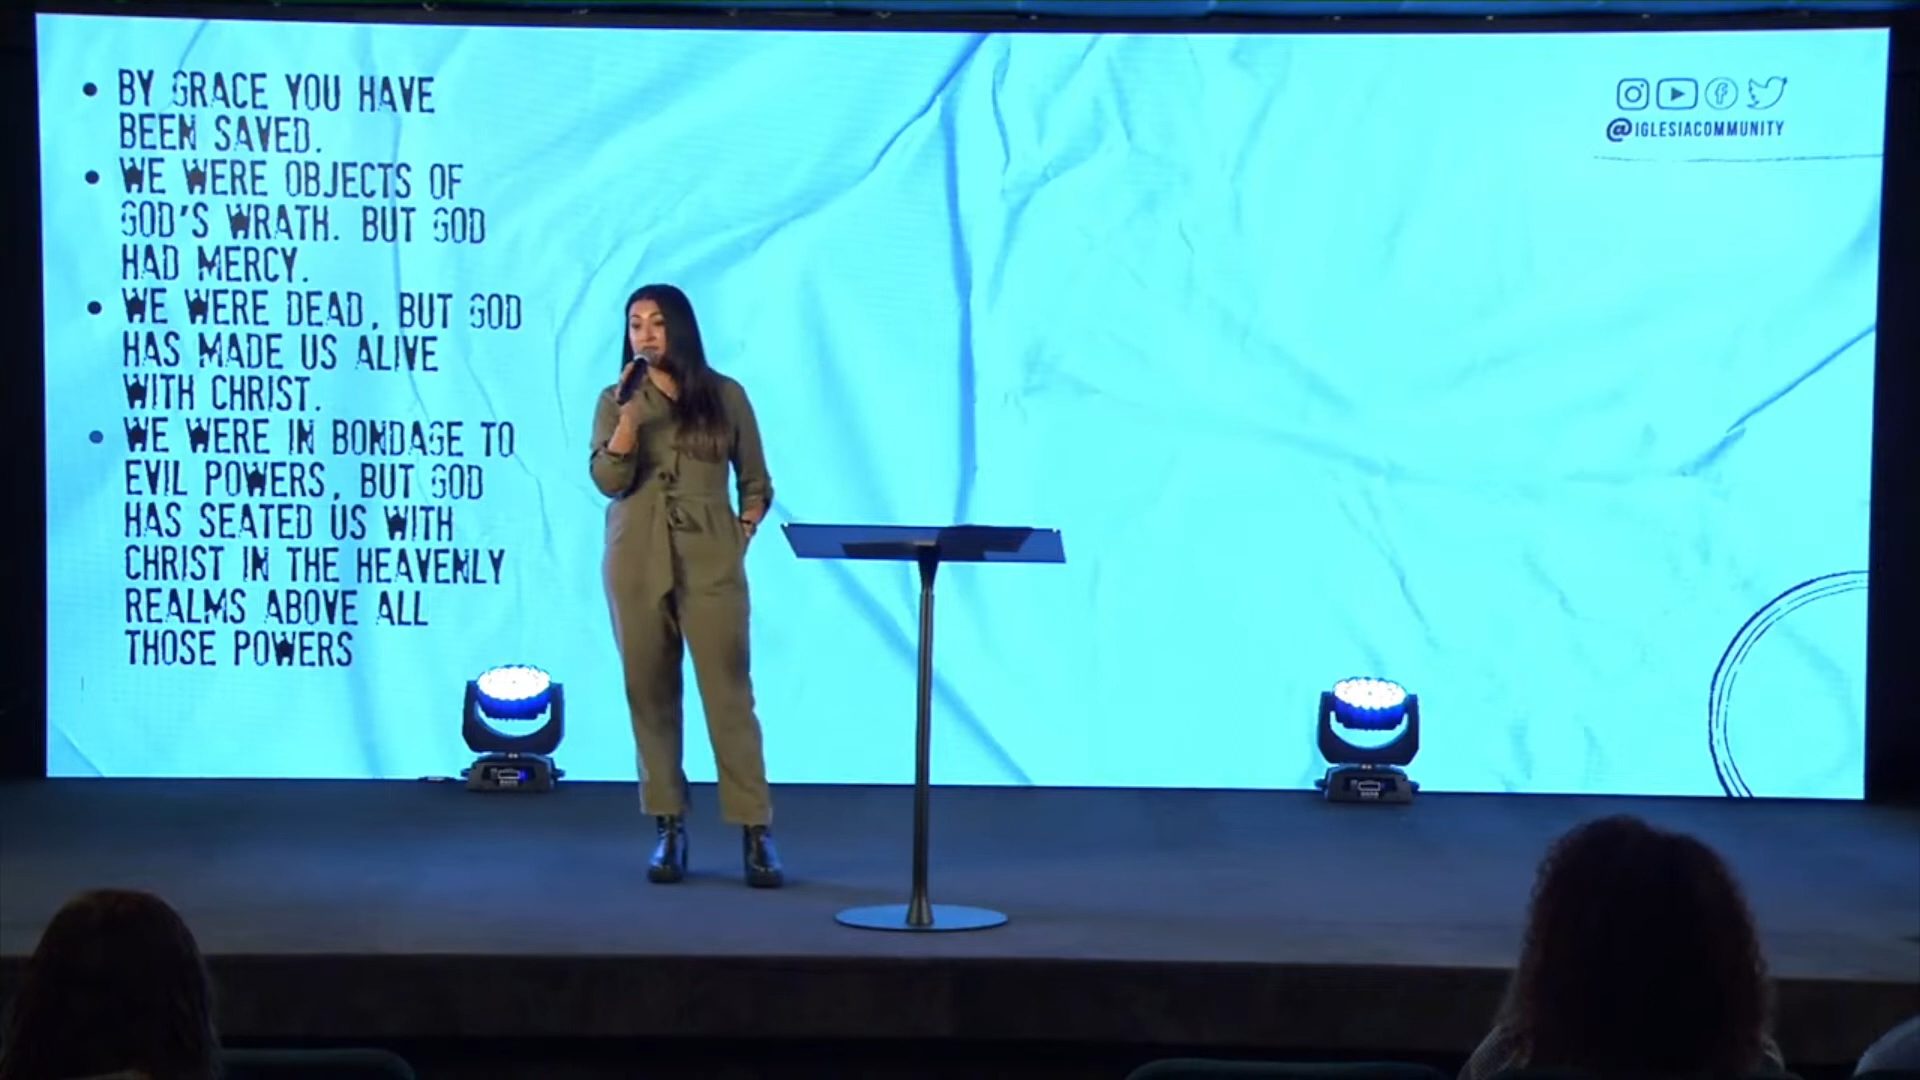 • BY GRACE YOU HAVE
BEEN SAVED.
• WE WERE OBJECTS OF
GOD'S WRATH. BUT GOD
HAD MERCY.
• WE WERE DEAD, BUT GOD
HAS MADE US ALIVE
WITH CHRIST.
• WE WERE IN BONDAGE TO
EVIL POWERS, BUT GOD
HAS SEATED US WITH
CHRIST IN THE HEAVENLY
REALMS ABOVE ALL
THOSE POWERS
@IGLESIACOMMUNITY